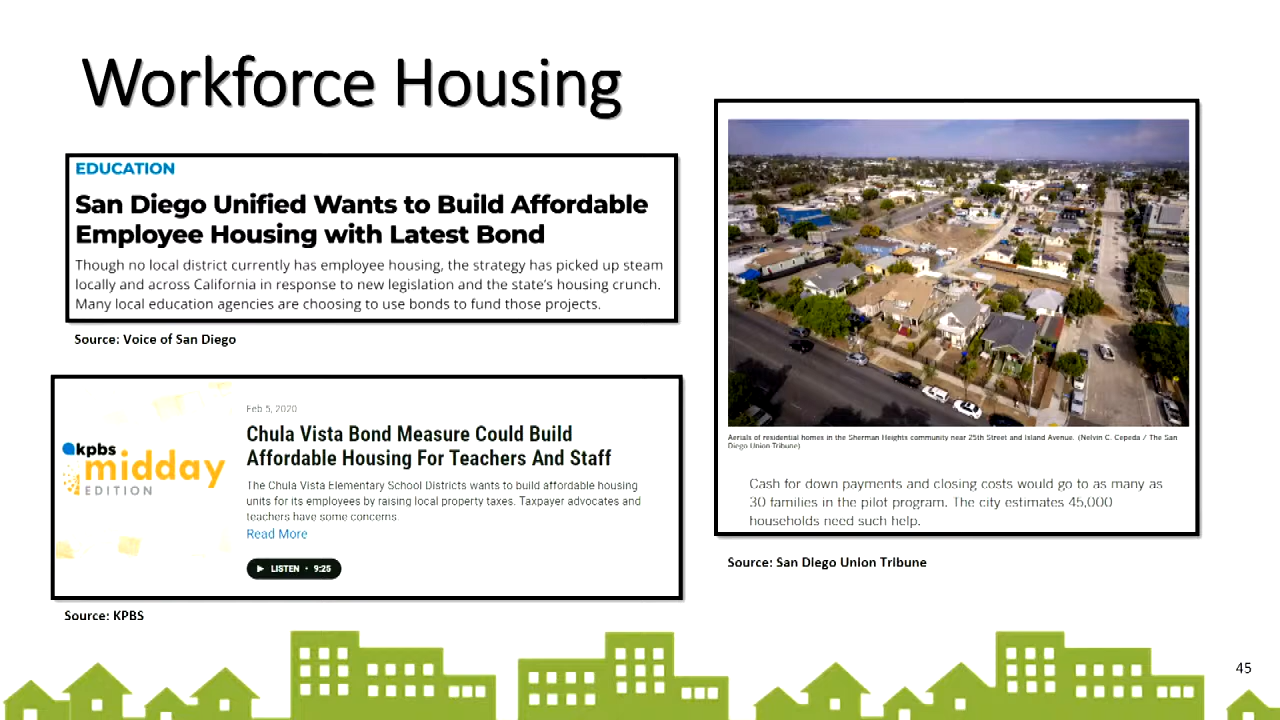 Workforce Housing
EDUCATION
San Diego Unified Wants to Build Affordable
Employee Housing with Latest Bond
Though no local district currently has employee housing, the strategy has picked up steam
locally and across California in response to new legislation and the state's housing crunch.
Many local education agencies are choosing to use bonds to fund those projects.
Source: Voice of San Diego
kpbs
midday
EDITION
Feb 5, 2020
Chula Vista Bond Measure Could Build
Affordable Housing For Teachers And Staff
The Chula Vista Elementary School Districts wants to build affordable housing
units for its employees by raising local property taxes. Taxpayer advocates and
teachers have some concerns.
Read More
LISTEN • 9:25
Source: KPBS
Aerials of residential homes in the Sherman Heights community near 25th Street and Island Avenue. (Nelvin C. Cepeda / The San
Diego Union Tribune)
Cash for down payments and closing costs would go to as many as
30 families in the pilot program. The city estimates 45,000
households need such help.
Source: San Diego Union Tribune
45